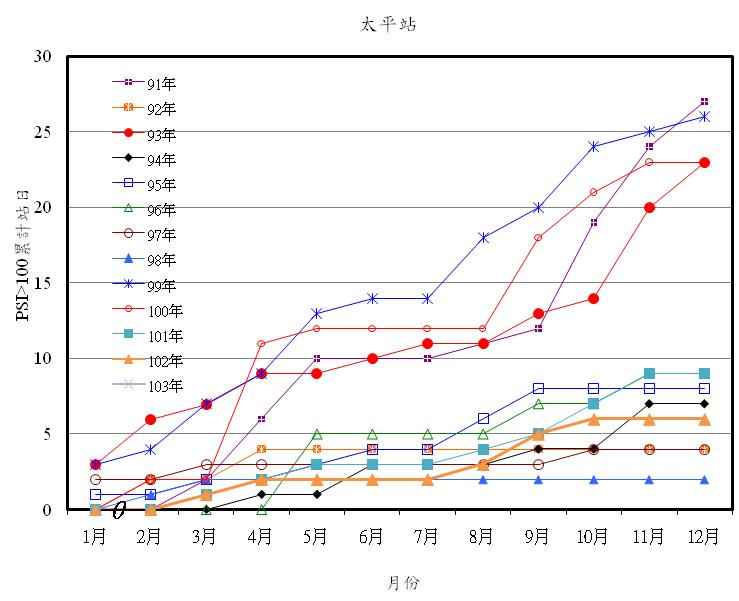 太平站
PSI>100累計站日
30
25
20
15
10
5
0
91年
92年
93年
94年
95年
96年
97年
98年
99年
100年
101年
102年
103年
0
1月 2月 3月 4月 5月 6月 7月 8月 9月 10月 11月 12月
月份